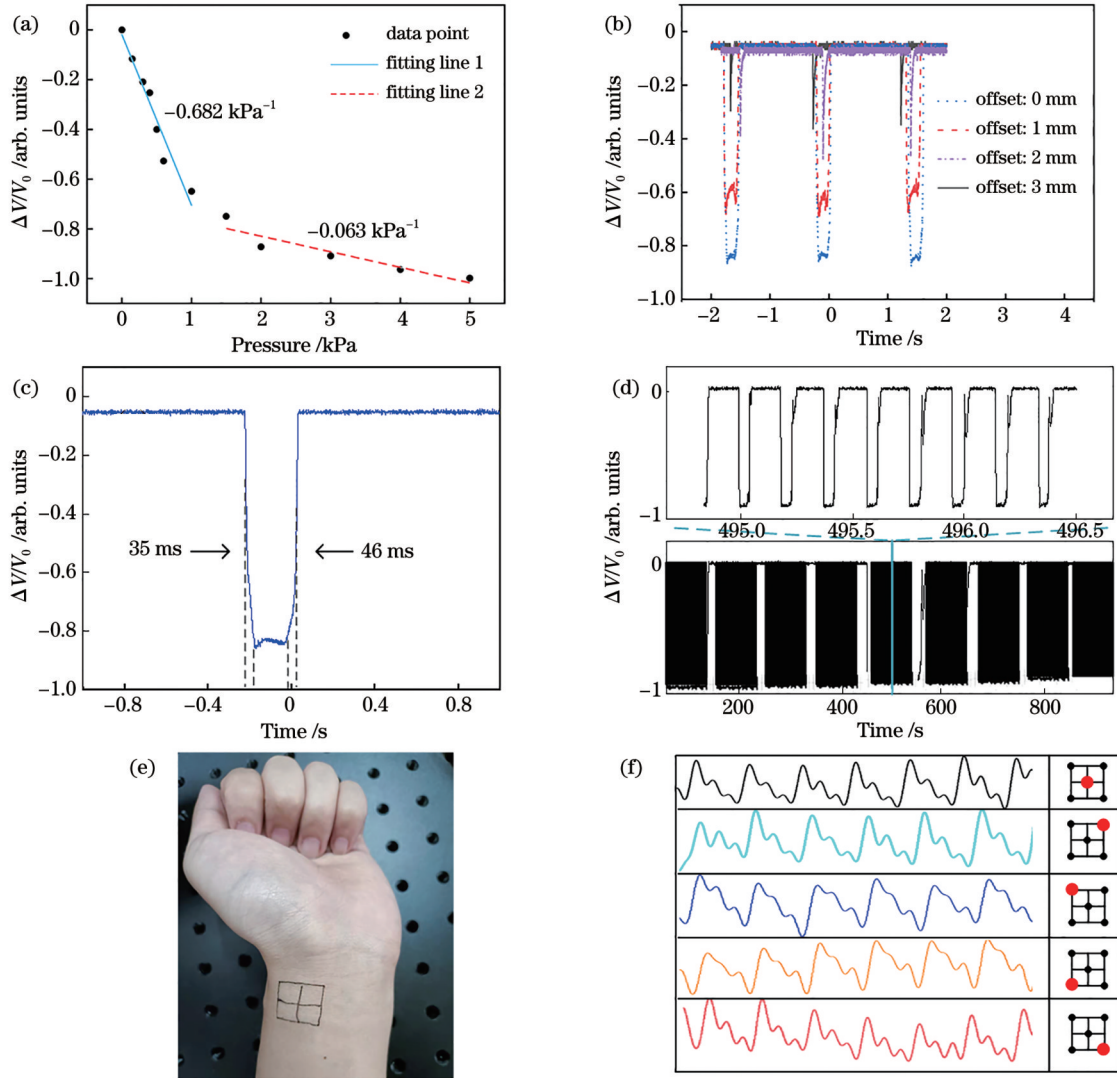 (a)
0
−0.2
−0.4
−0.6
−0.8
−1.0
ΔV/V₀ /arb. units
data point
fitting line 1
fitting line 2
−0.682 kPa⁻¹
−0.063 kPa⁻¹
0 1 2 3 4 5
Pressure /kPa
(b)
0
−0.2
−0.4
−0.6
−0.8
−1.0
ΔV/V₀ /arb. units
offset: 0 mm
offset: 1 mm
offset: 2 mm
offset: 3 mm
−2 −1 0 1 2 3 4
Time /s
(c)
0
−0.2
−0.4
−0.6
−0.8
−1.0
ΔV/V₀ /arb. units
35 ms
46 ms
−0.8 −0.4 0 0.4 0.8
Time /s
(d)
0
−1
495.0 495.5 496.0 496.5
ΔV/V₀ /arb. units
0
−1
200 400 600 800
Time /s
(e)
(f)